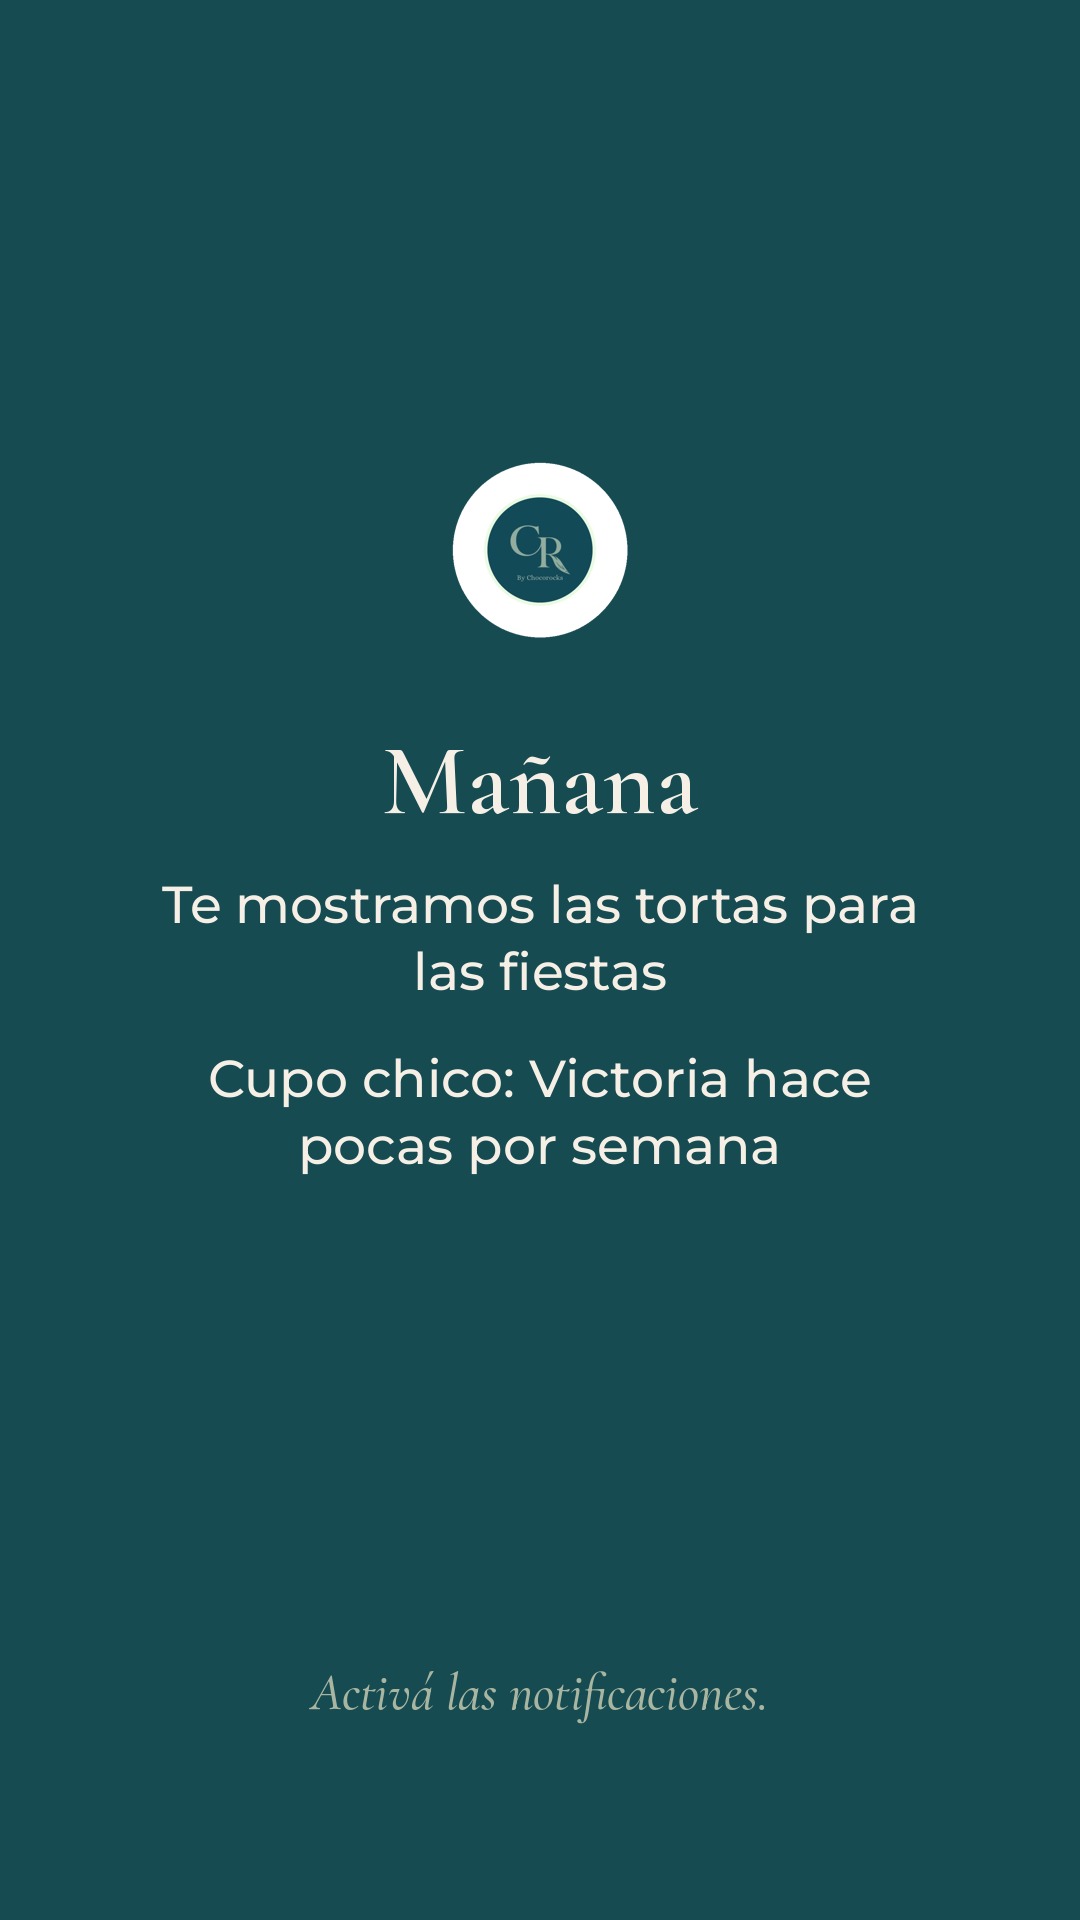 CR
By Chocorocks
Mañana
Te mostramos las tortas para
las fiestas
Cupo chico: Victoria hace
pocas por semana
Activá las notificaciones.